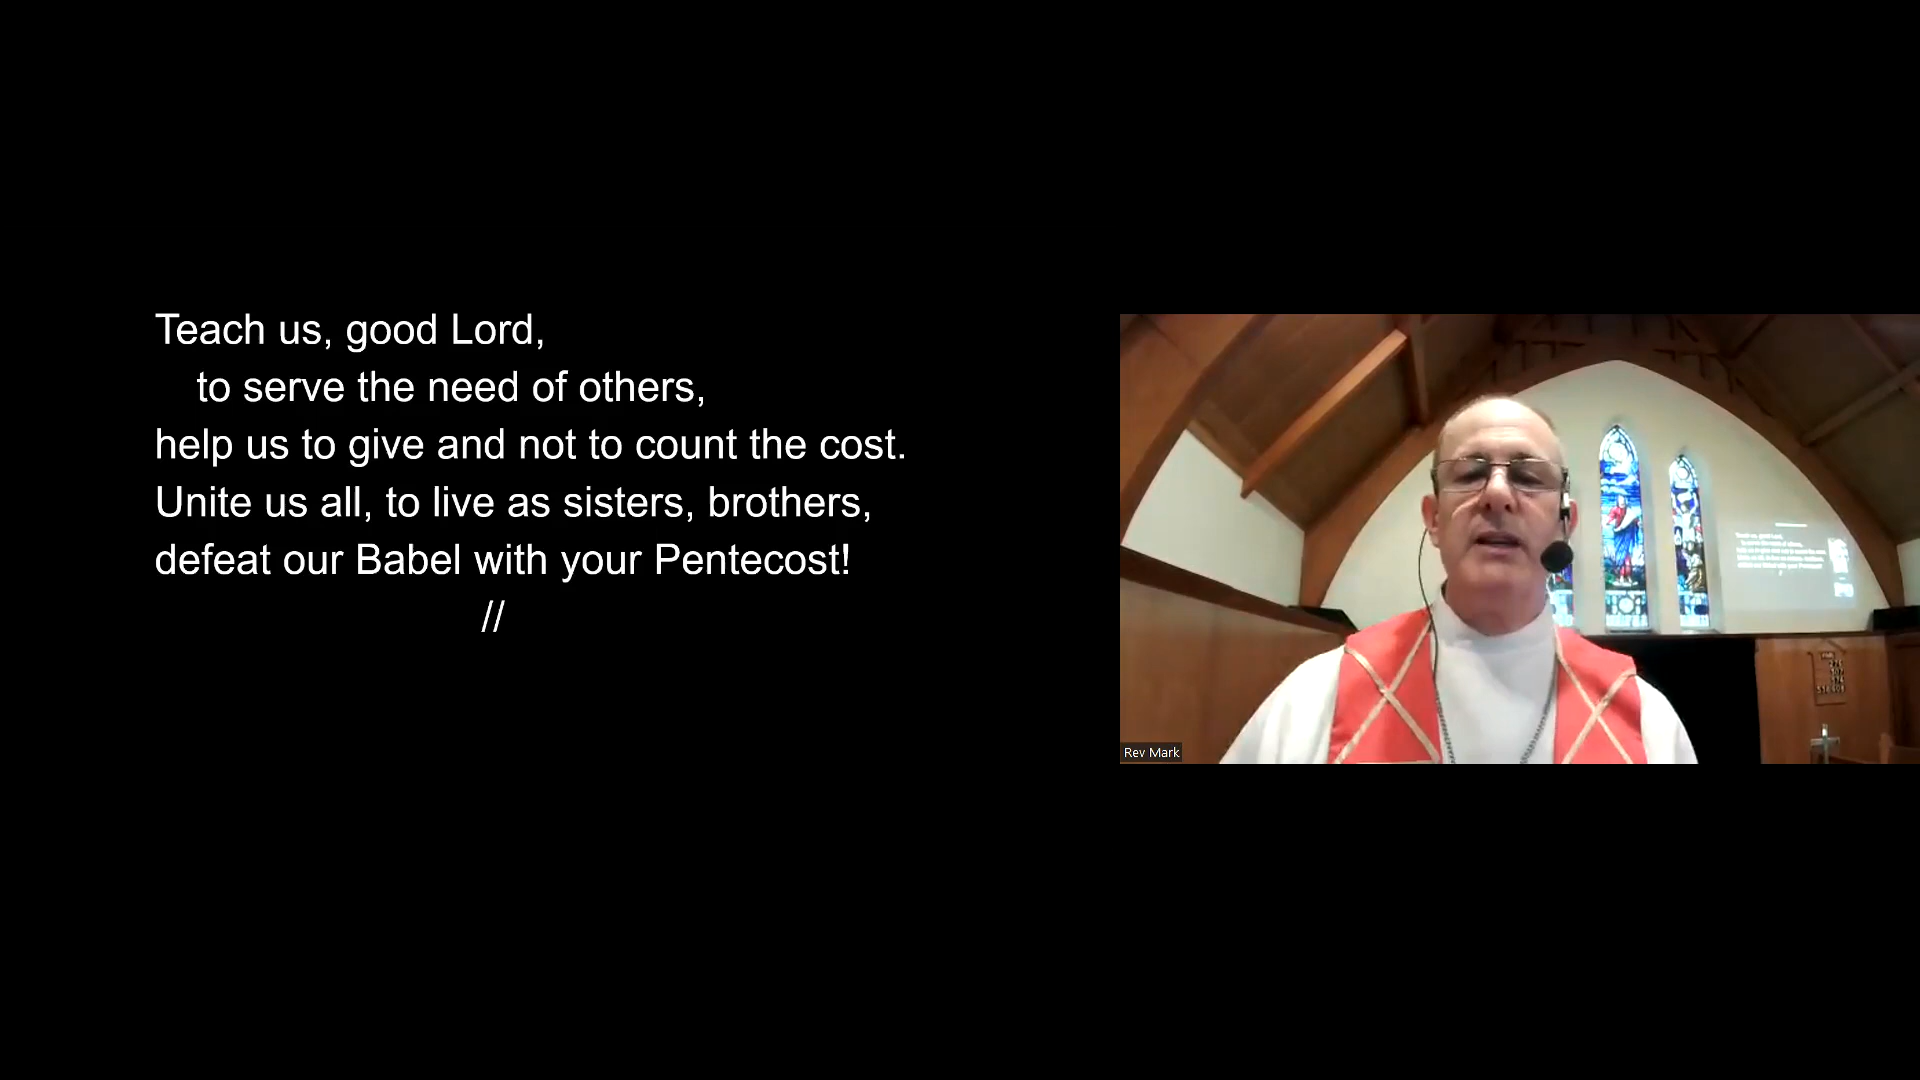 Teach us, good Lord,
to serve the need of others,
help us to give and not to count the cost.
Unite us all, to live as sisters, brothers,
defeat our Babel with your Pentecost!
//
Rev Mark